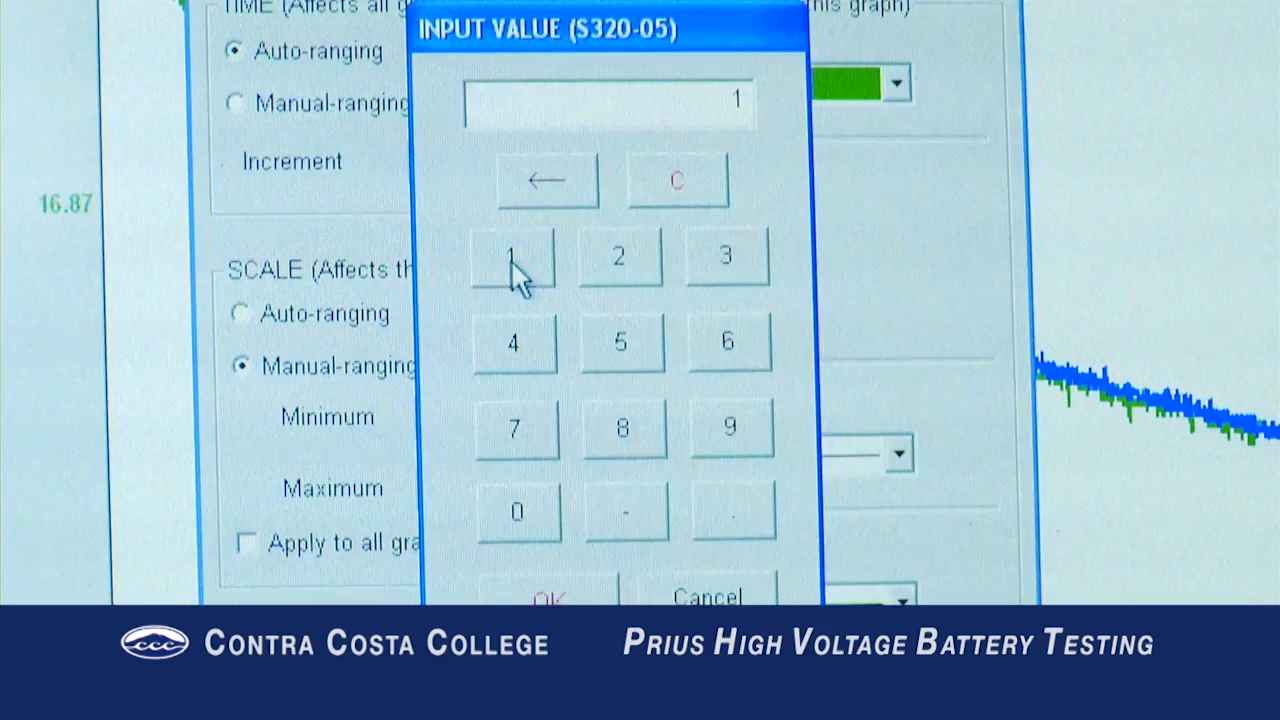 TIME (Affects all g
his graph)
INPUT VALUE (S320-05)
Auto-ranging
Manual-ranging
Increment
1
← C
16.87
1 2 3
SCALE (Affects th
Auto-ranging
4 5 6
Manual-ranging
Minimum
7 8 9
Maximum
0 - .
Apply to all gra
OK Cancel
ccc CONTRA COSTA COLLEGE
PRIUS HIGH VOLTAGE BATTERY TESTING